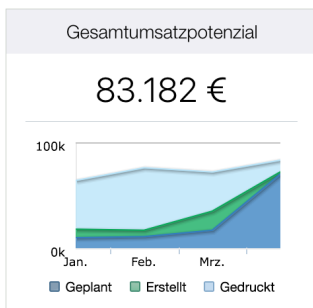 Gesamtumsatzpotenzial
83.182 €
100k
0k
Jan. Feb. Mrz.
Geplant Erstellt Gedruckt